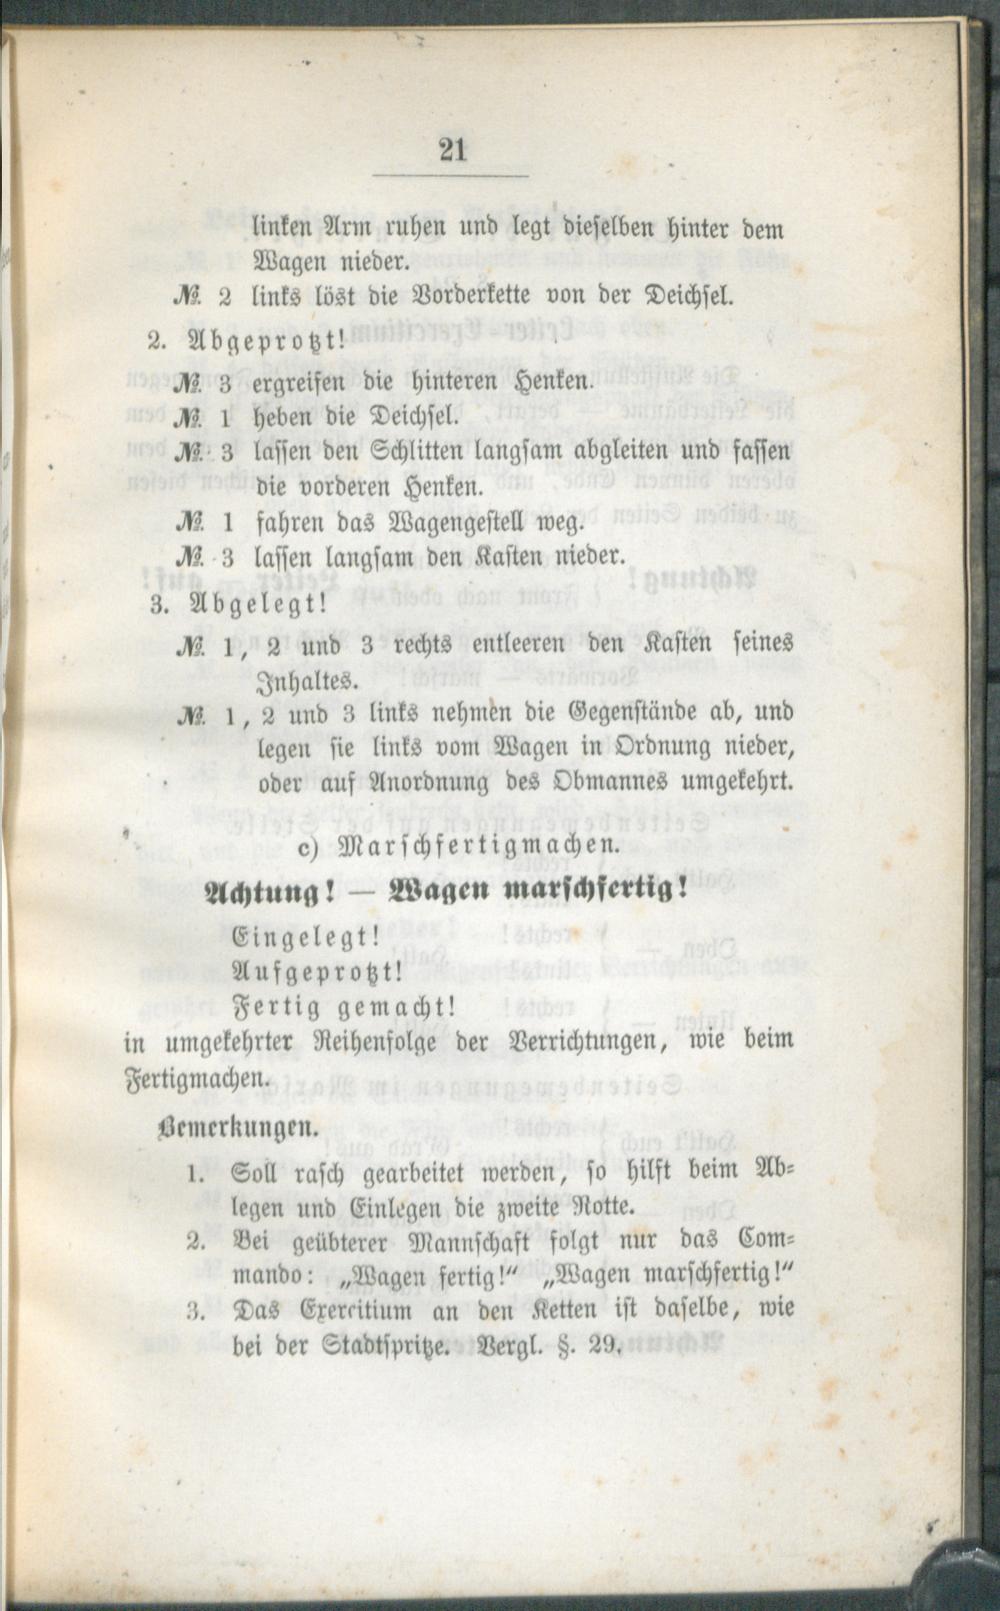 21
linken Arm ruhen und legt dieselben hinter dem
Wagen nieder.
№. 2 links löst die Vorderkette von der Deichsel.
2. Abgeprotzt!
№. 3 ergreifen die hinteren Henken.
№. 1 heben die Deichsel.
№. 3 lassen den Schlitten langsam abgleiten und fassen
die vorderen Henken.
№. 1 fahren das Wagengestell weg.
№. 3 lassen langsam den Kasten nieder.
3. Abgelegt!
№. 1, 2 und 3 rechts entleeren den Kasten seines
Inhaltes.
№. 1, 2 und 3 links nehmen die Gegenstände ab, und
legen sie links vom Wagen in Ordnung nieder,
oder auf Anordnung des Obmannes umgekehrt.
c) Marschfertigmachen.
Achtung! — Wagen marschfertig!
Eingelegt!
Aufgeprotzt!
Fertig gemacht!
in umgekehrter Reihenfolge der Verrichtungen, wie beim
Fertigmachen.
Bemerkungen.
1. Soll rasch gearbeitet werden, so hilft beim Ab-
legen und Einlegen die zweite Rotte.
2. Bei geübterer Mannschaft folgt nur das Com-
mando: „Wagen fertig!“ „Wagen marschfertig!“
3. Das Exercitium an den Ketten ist daselbe, wie
bei der Stadtspritze. Vergl. §. 29.